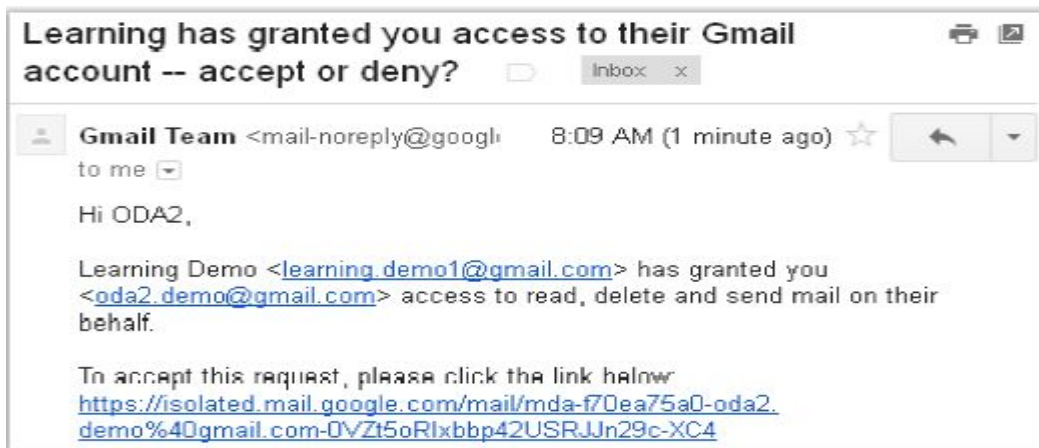 Learning has granted you access to their Gmail
account -- accept or deny? Inbox x
Gmail Team <mail-noreply@googl 8:09 AM (1 minute ago)
to me
Hi ODA2,
Learning Demo <learning.demo1@gmail.com> has granted you
<oda2.demo@gmail.com> access to read, delete and send mail on their
behalf.
To accept this request, please click the link below:
https://isolated.mail.google.com/mail/mda-f70ea75a0-oda2.
demo%40gmail.com-0VZt5oRlxbbp42USRJJn29c-XC4